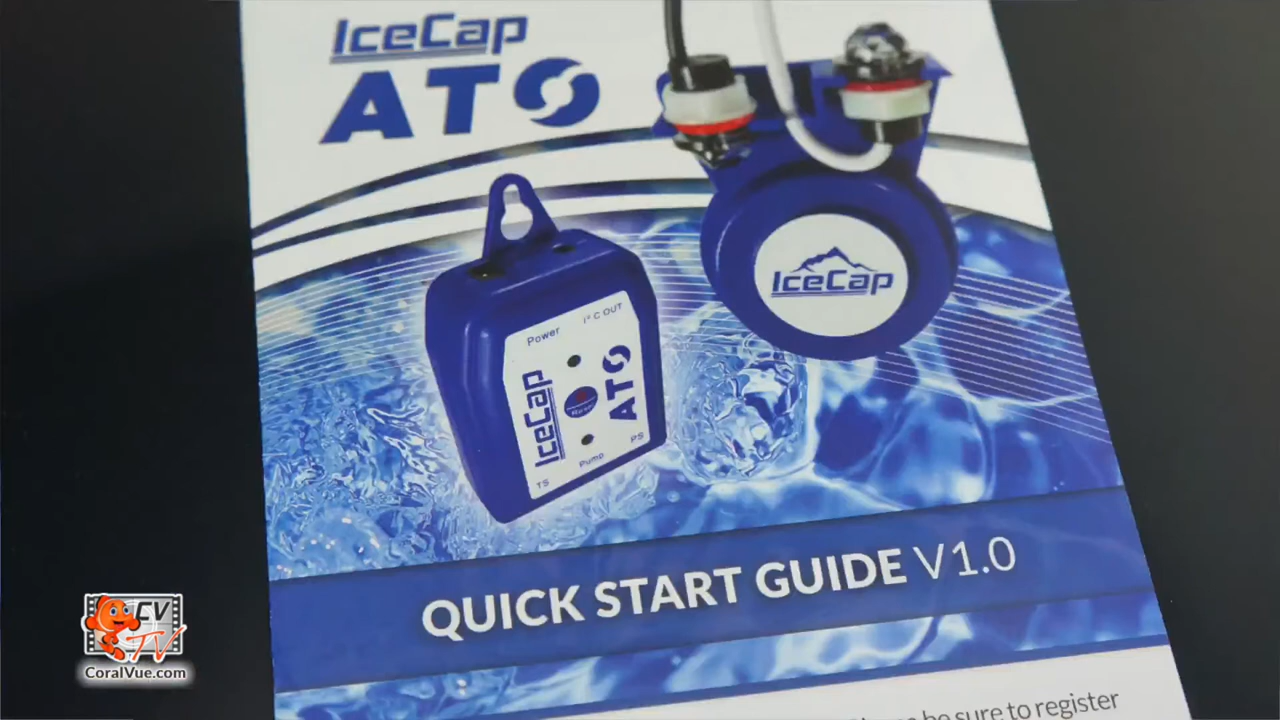 IceCap
ATO
IceCap
Power
I²C OUT
IceCap
ATO
TS
Pump
PS
QUICK START GUIDE V1.0
be sure to register
CV
TV
CoralVue.com